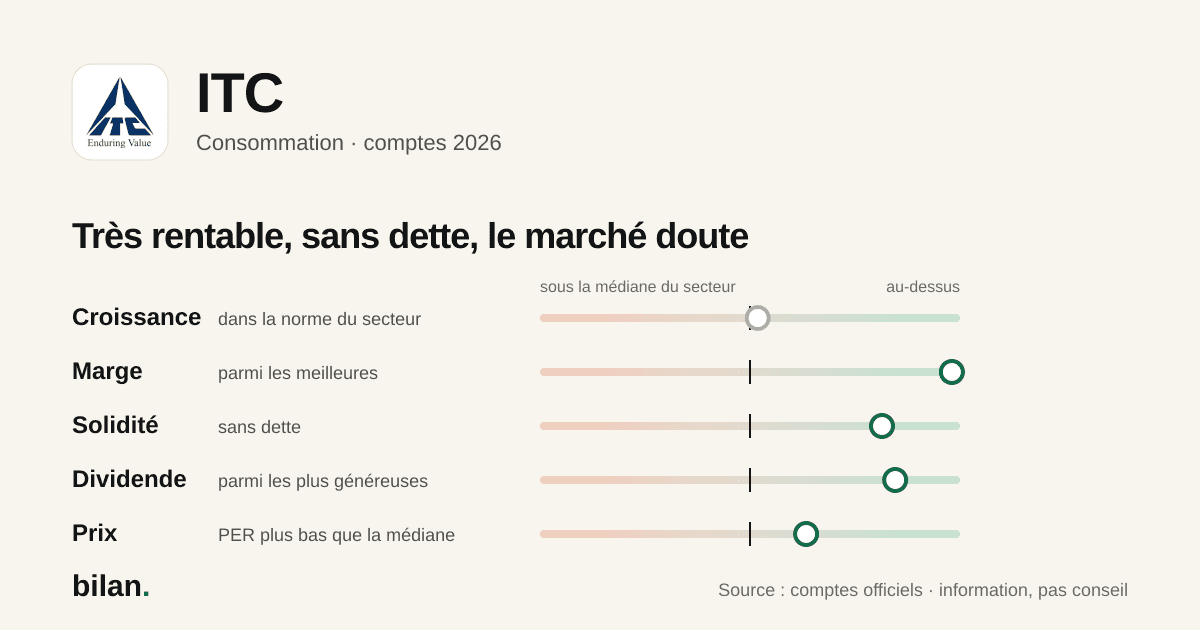 ITC
Enduring Value
ITC
Consommation · comptes 2026
Très rentable, sans dette, le marché doute
sous la médiane du secteur au-dessus
Croissance dans la norme du secteur
Marge parmi les meilleures
Solidité sans dette
Dividende parmi les plus généreuses
Prix PER plus bas que la médiane
bilan.
Source : comptes officiels · information, pas conseil